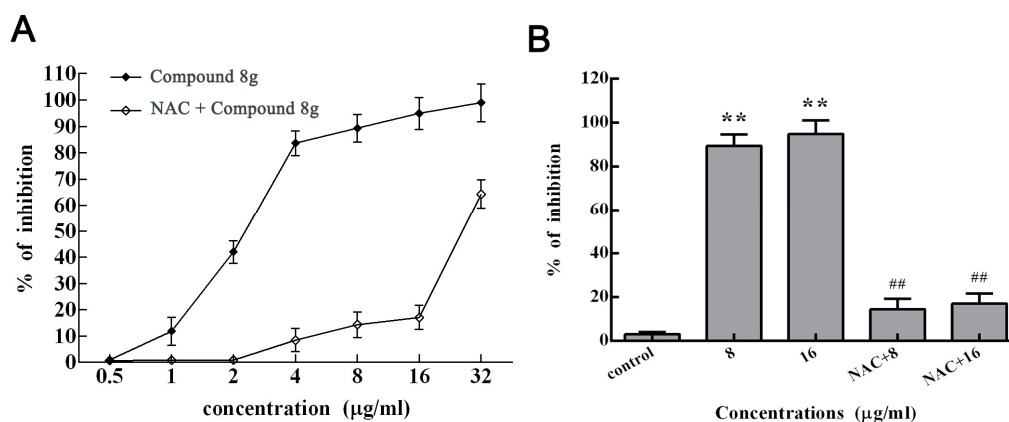 A
Compound 8g
NAC + Compound 8g
% of inhibition
110
100
90
80
70
60
50
40
30
20
10
0
0.5 1 2 4 8 16 32
concentration (μg/ml)
B
% of inhibition
120
100
80
60
40
20
0
**
**
##
##
control 8 16 NAC+8 NAC+16
Concentrations (μg/ml)